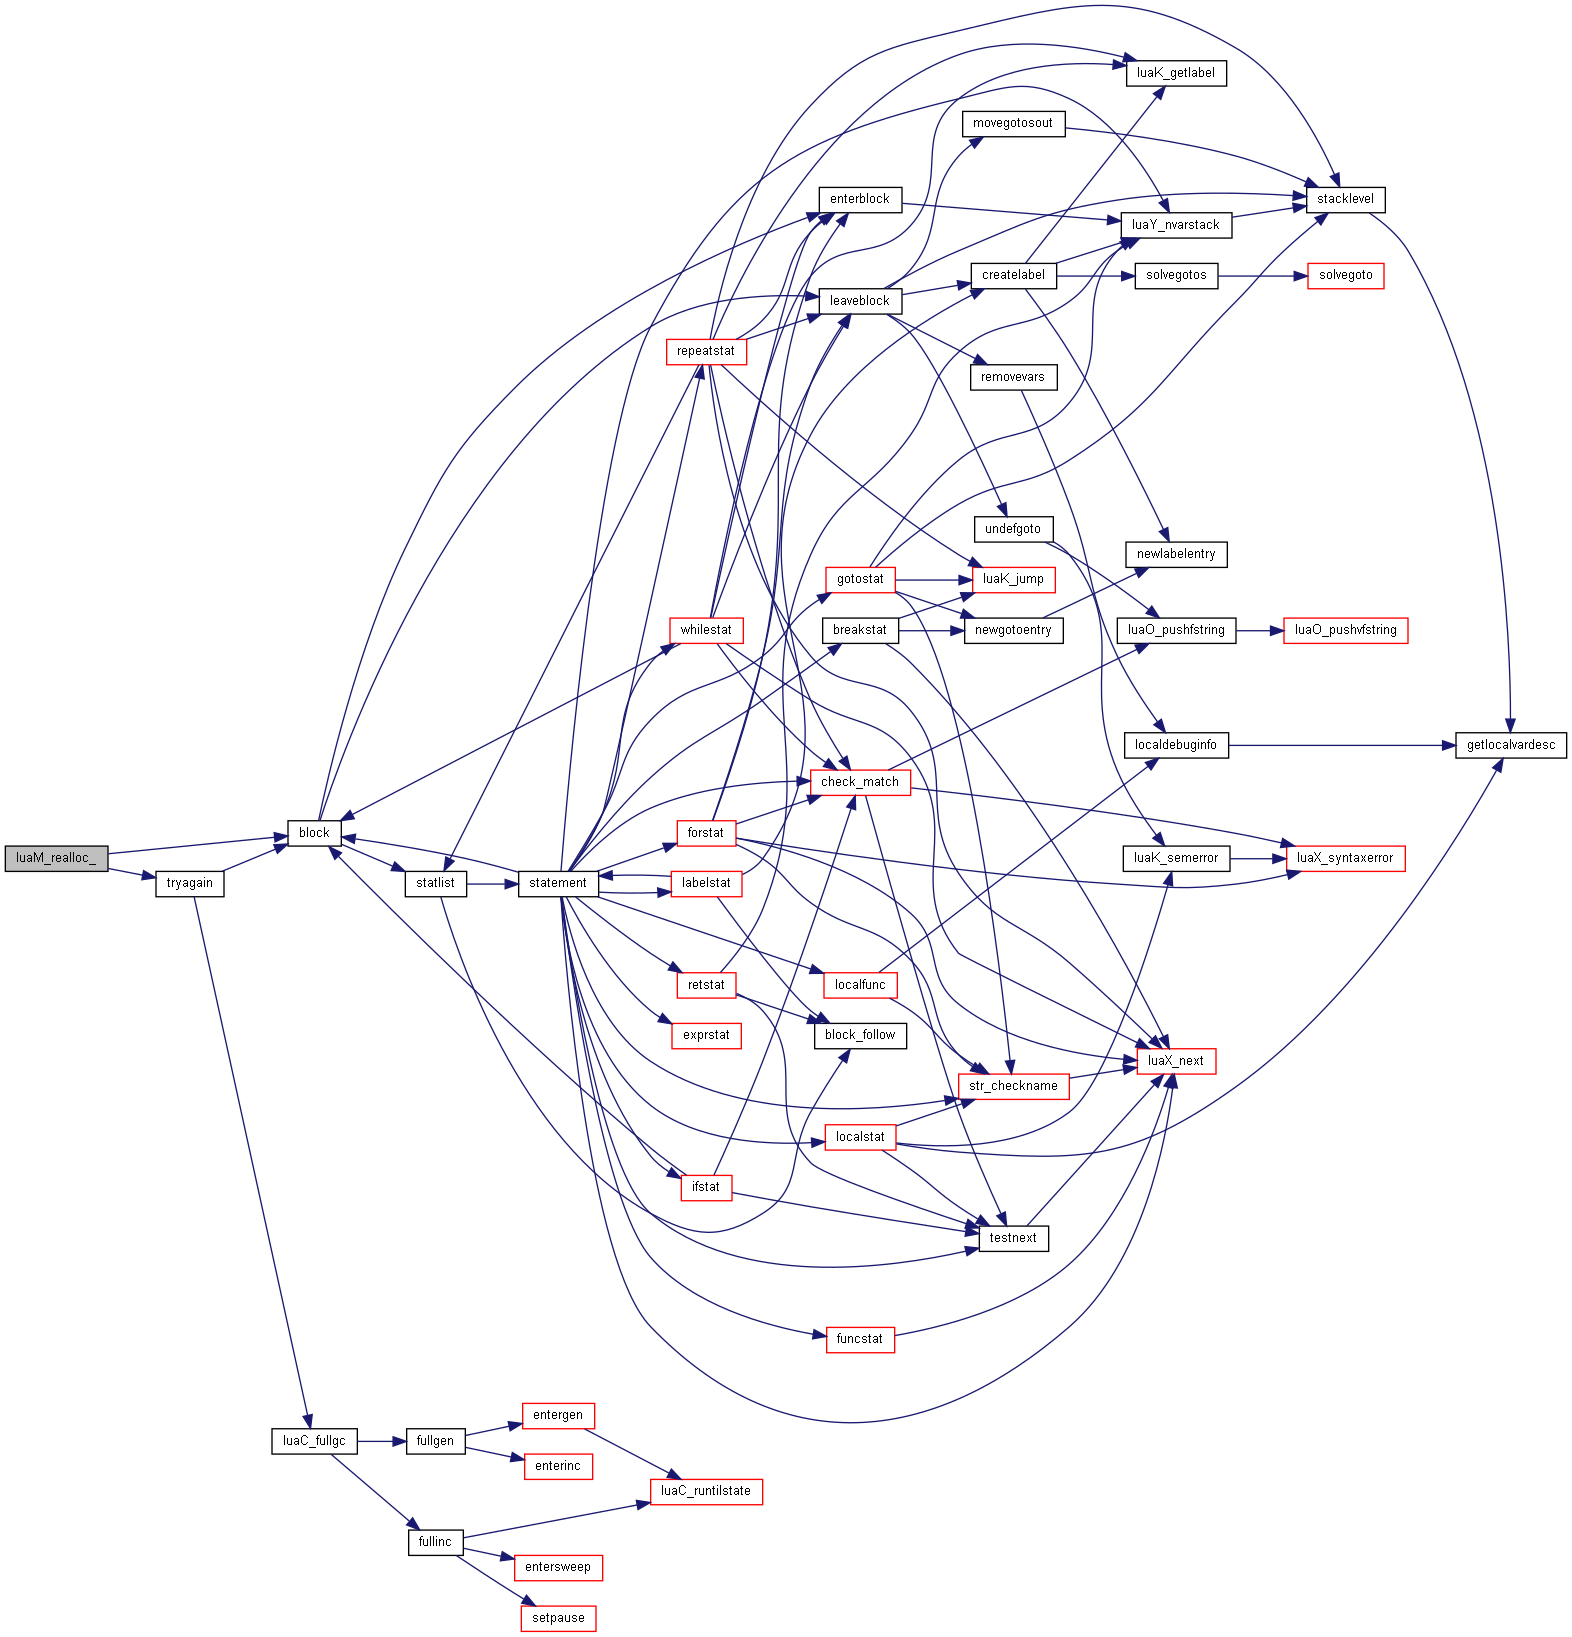 luaK_getlabel
movegotosout
enterblock
stacklevel
luaY_nvarstack
createlabel
solvegotos
solvegoto
leaveblock
repeatstat
removevars
undefgoto
newlabelentry
gotostat
luaK_jump
whilestat
breakstat
newgotoentry
luaO_pushfstring
luaO_pushvfstring
localdebuginfo
getlocalvardesc
check_match
block
forstat
luaM_realloc_
luaK_semerror
luaX_syntaxerror
tryagain
statlist
statement
labelstat
retstat
localfunc
exprstat
block_follow
luaX_next
str_checkname
localstat
ifstat
testnext
funcstat
entergen
luaC_fullgc
fullgen
enterinc
luaC_runtilstate
fullinc
entersweep
setpause